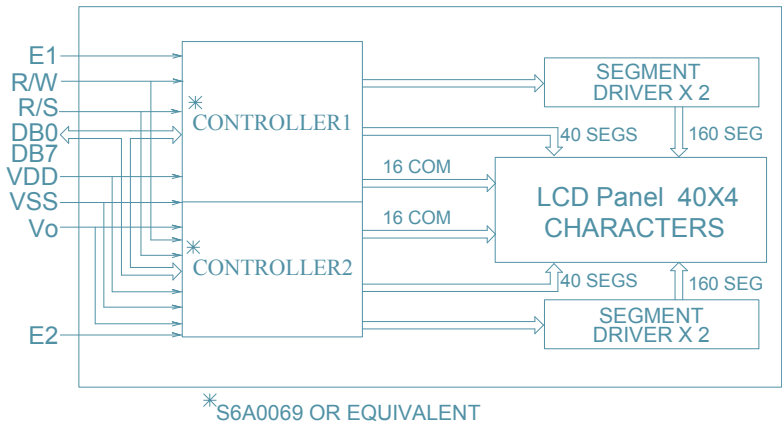 E1
R/W
R/S
DB0
DB7
VDD
VSS
Vo
E2
*
CONTROLLER1
*
CONTROLLER2
SEGMENT
DRIVER X 2
40 SEGS
160 SEG
16 COM
16 COM
LCD Panel 40X4
CHARACTERS
40 SEGS
160 SEG
SEGMENT
DRIVER X 2
*S6A0069 OR EQUIVALENT